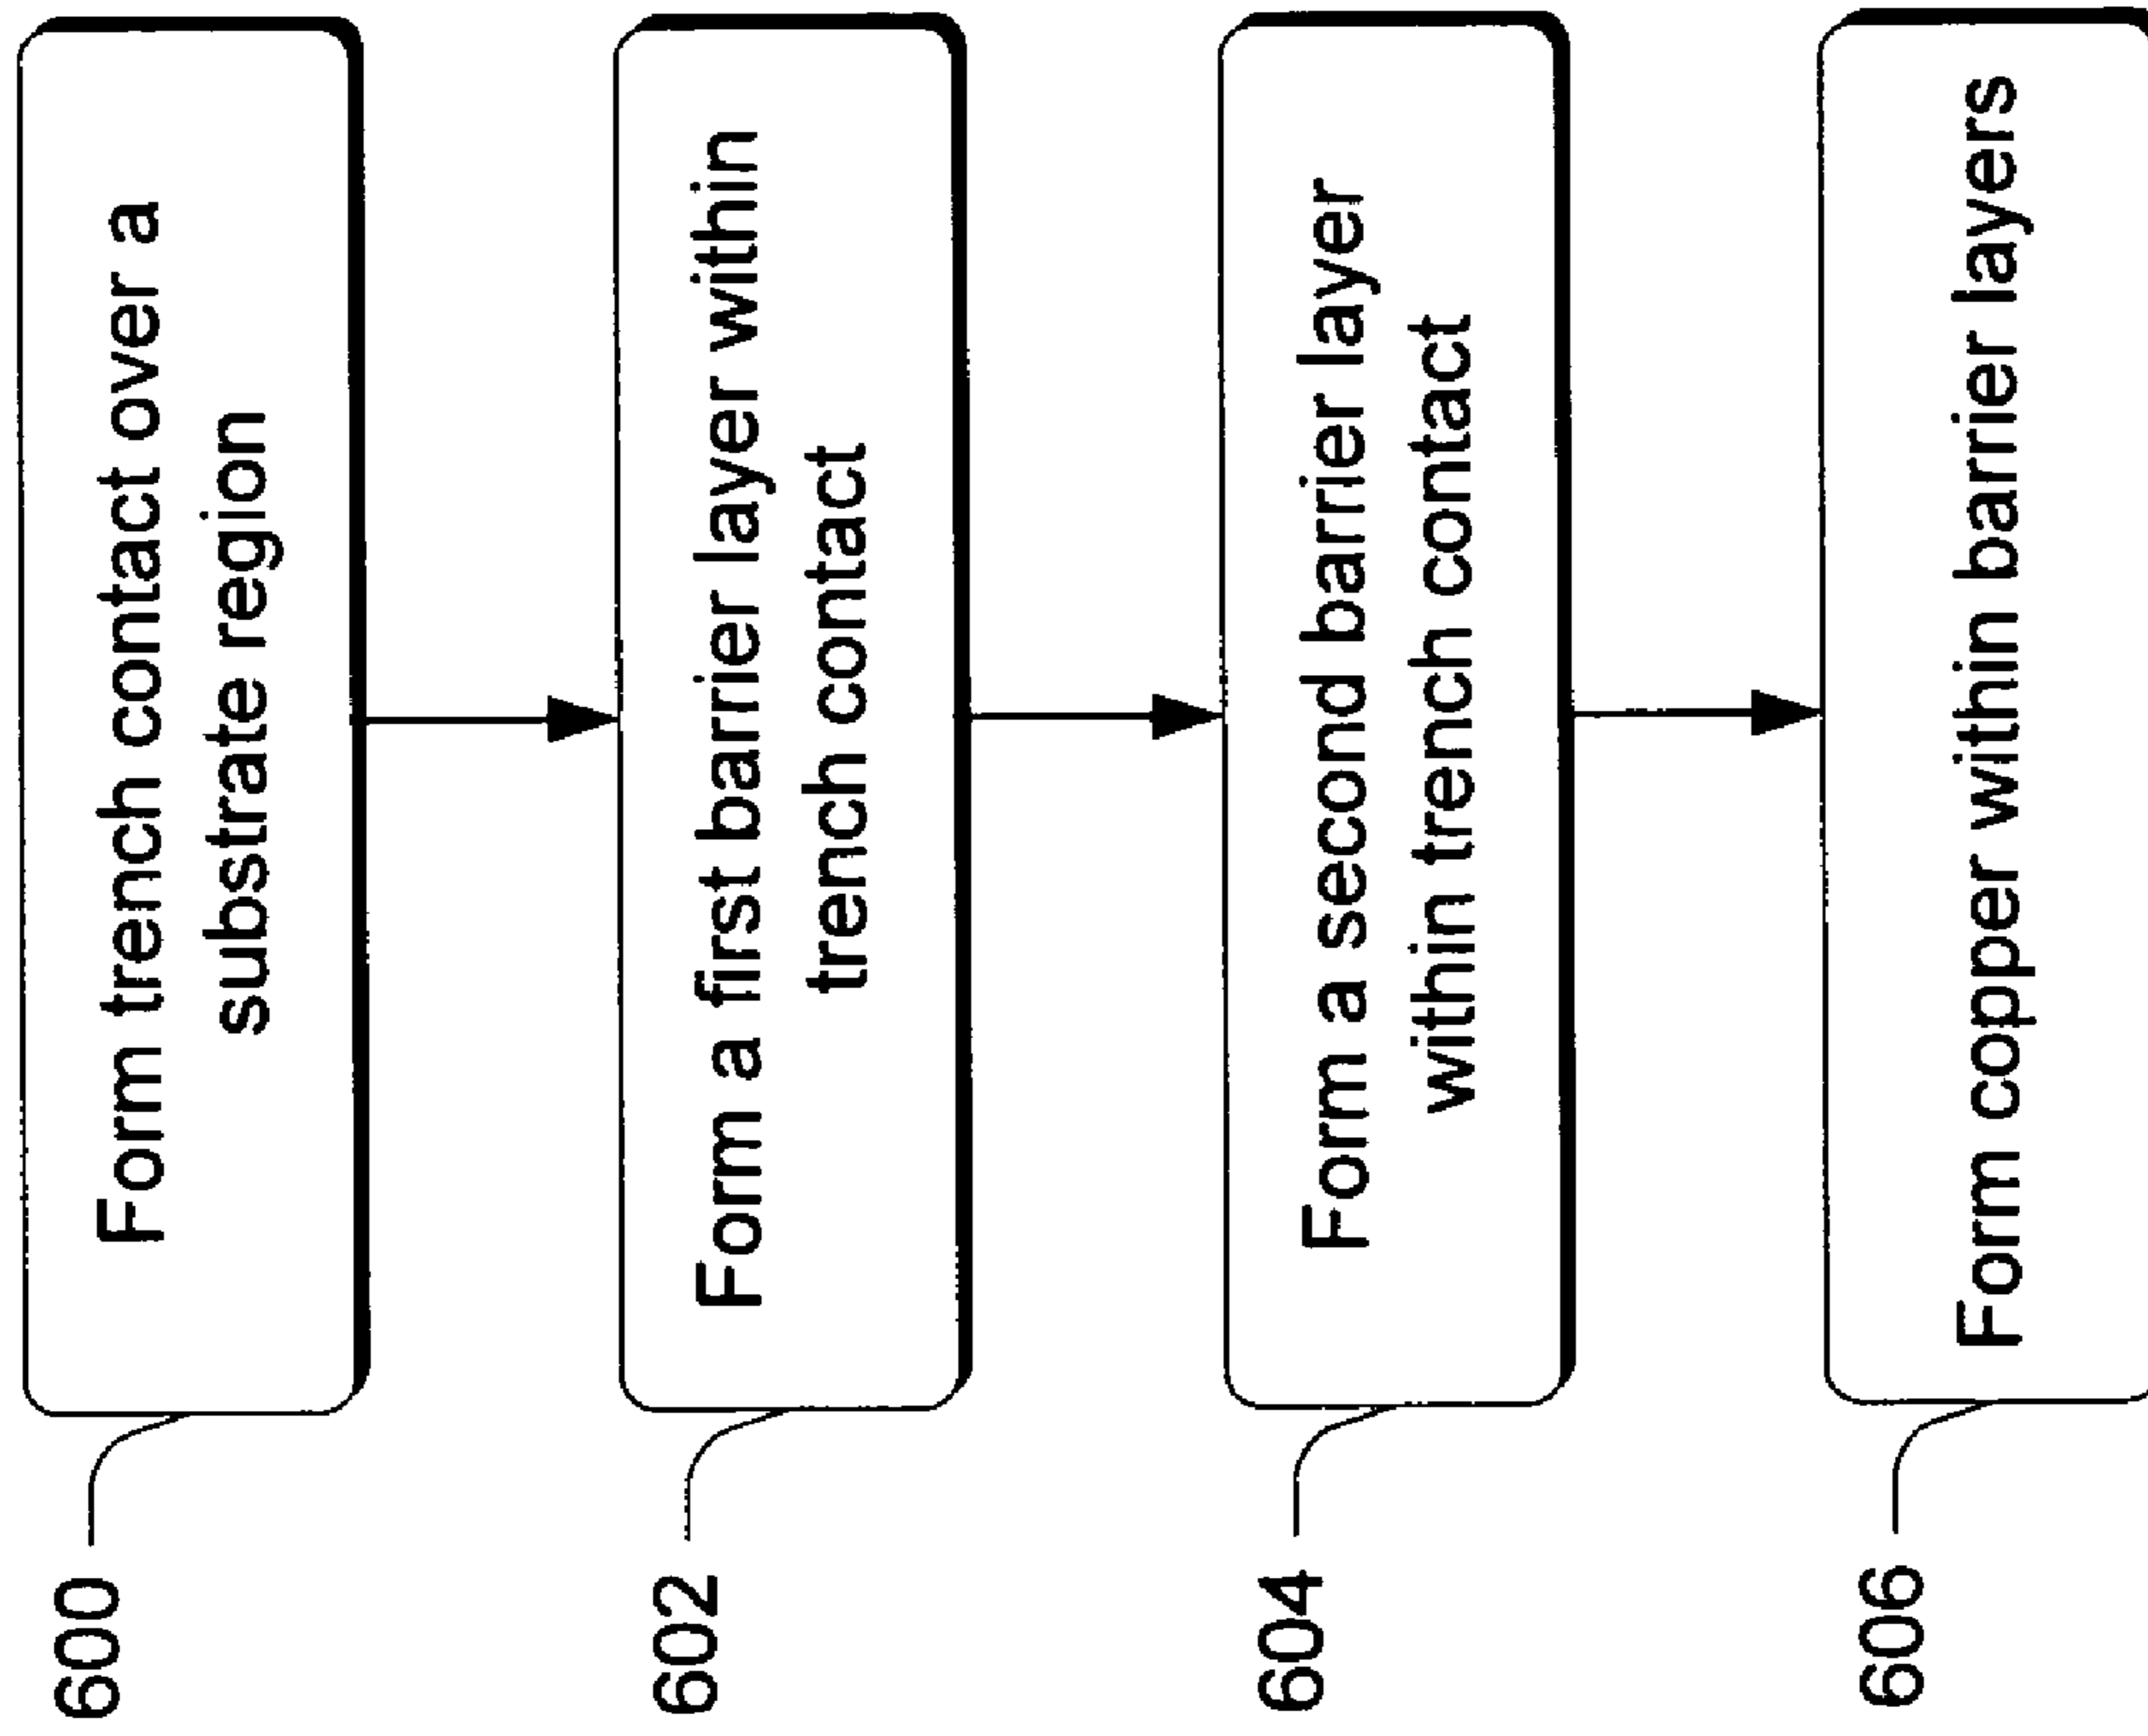 600
Form trench contact over a
substrate region
602
Form a first barrier layer within
trench contact
604
Form a second barrier layer
within trench contact
606
Form copper within barrier layers